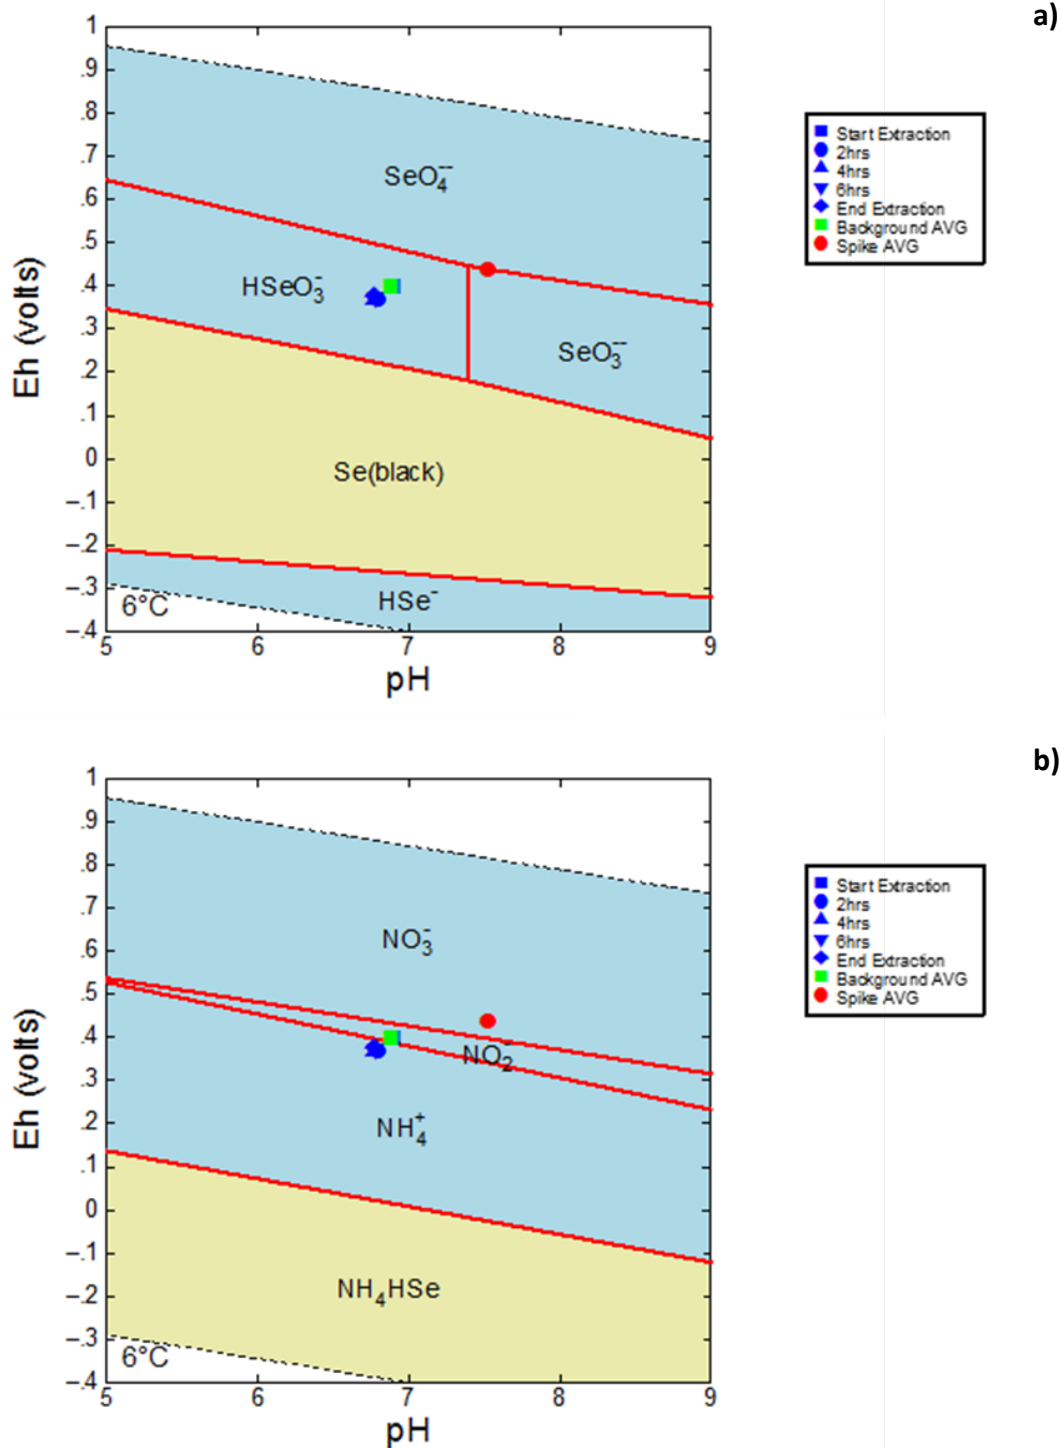 a)
1
.9
.8
.7
.6
.5
.4
.3
.2
.1
0
–.1
–.2
–.3
–.4
Eh (volts)
SeO₄⁻⁻
HSeO₃⁻
SeO₃⁻⁻
Se(black)
HSe⁻
6°C
5 6 7 8 9
pH
Start Extraction
2hrs
4hrs
6hrs
End Extraction
Background AVG
Spike AVG
b)
1
.9
.8
.7
.6
.5
.4
.3
.2
.1
0
–.1
–.2
–.3
–.4
Eh (volts)
NO₃⁻
NO₂⁻
NH₄⁺
NH₄HSe
6°C
5 6 7 8 9
pH
Start Extraction
2hrs
4hrs
6hrs
End Extraction
Background AVG
Spike AVG